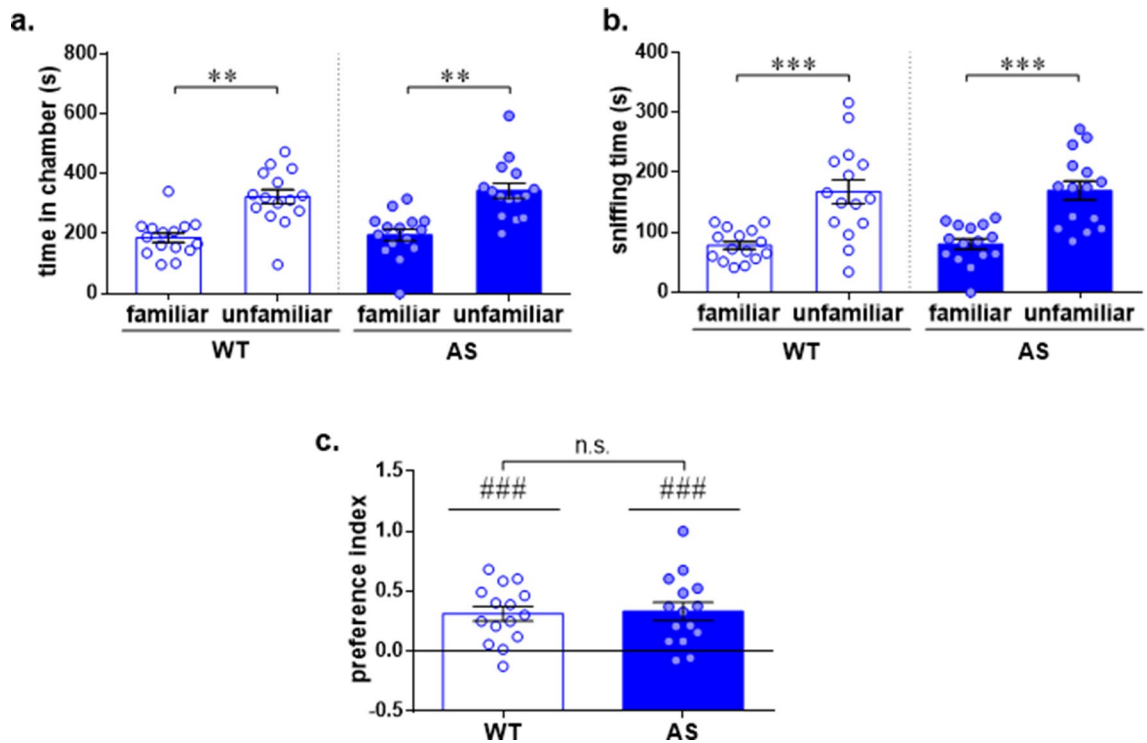 a.
time in chamber (s)
800
600
400
200
0
**
**
familiar unfamiliar familiar unfamiliar
WT AS
b.
sniffing time (s)
400
300
200
100
0
***
***
familiar unfamiliar familiar unfamiliar
WT AS
c.
preference index
1.5
1.0
0.5
0.0
-0.5
n.s.
### ###
WT AS